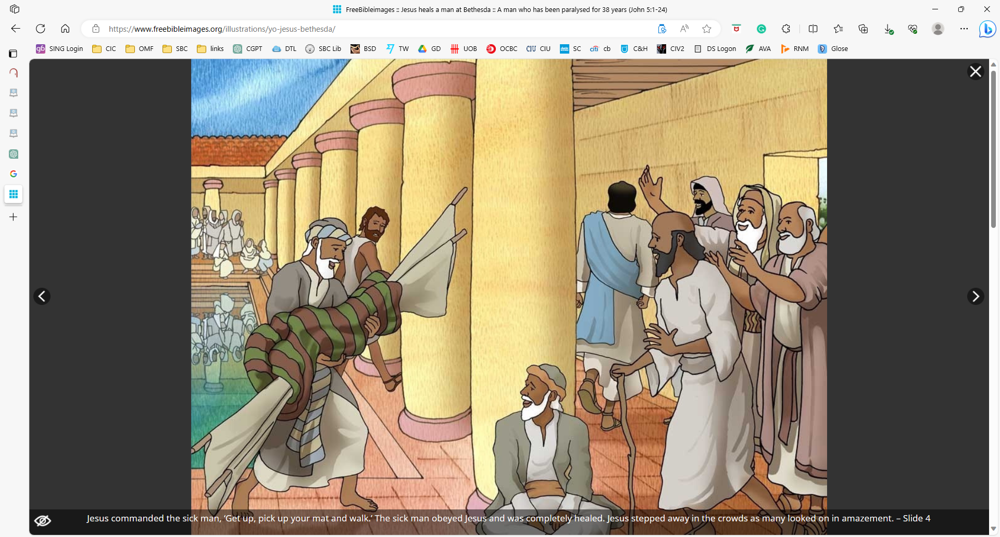 FreeBibleimages :: Jesus heals a man at Bethesda :: A man who has been paralysed for 38 years (John 5:1-24)
https://www.freebibleimages.org/illustrations/yo-jesus-bethesda/
gb SING Login CIC OMF SBC links CGPT DTL SBC Lib BSD TW GD UOB OCBC CIU CIU SC citi cb C&H CIV2 DS Logon AVA RNM Glose
Jesus commanded the sick man, ‘Get up, pick up your mat and walk.’ The sick man obeyed Jesus and was completely healed. Jesus stepped away in the crowds as many looked on in amazement. – Slide 4